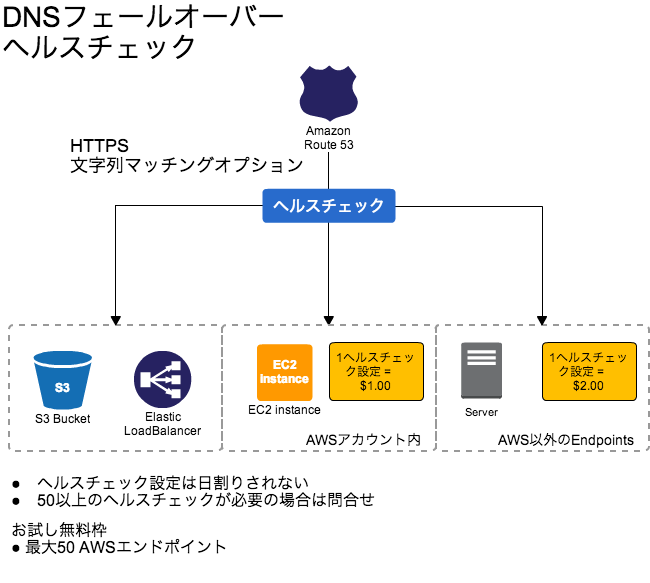 DNSフェールオーバー
ヘルスチェック
Amazon
Route 53
HTTPS
文字列マッチングオプション
ヘルスチェック
S3
S3 Bucket
Elastic
LoadBalancer
EC2
Instance
EC2 instance
1ヘルスチェッ
ク設定 =
$1.00
AWSアカウント内
Server
1ヘルスチェッ
ク設定 =
$2.00
AWS以外のEndpoints
● ヘルスチェック設定は日割りされない
● 50以上のヘルスチェックが必要の場合は問合せ
お試し無料枠
● 最大50 AWSエンドポイント